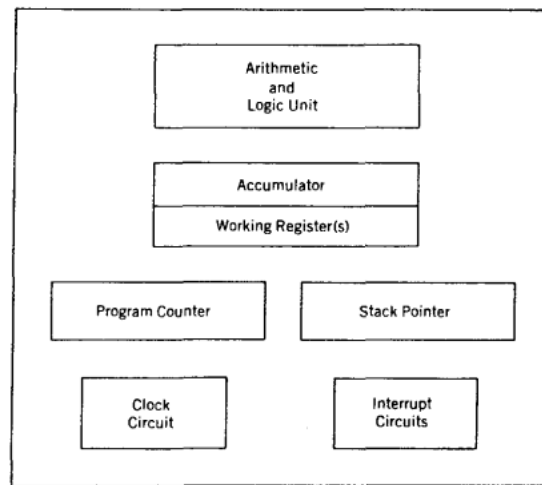 Arithmetic
and
Logic Unit
Accumulator
Working Register(s)
Program Counter
Stack Pointer
Clock
Circuit
Interrupt
Circuits